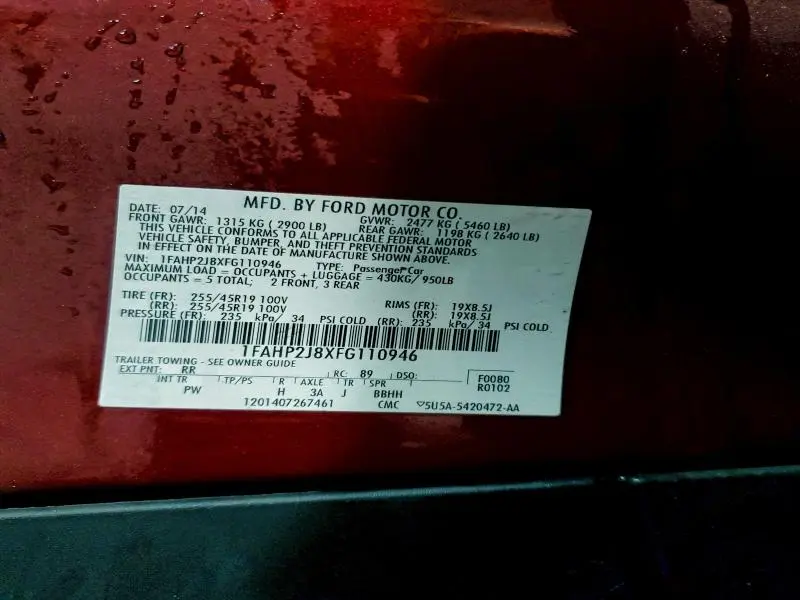 MFD. BY FORD MOTOR CO.
DATE: 07/14 GVWR: 2477 KG ( 5460 LB)
FRONT GAWR: 1315 KG ( 2900 LB) REAR GAWR: 1198 KG ( 2640 LB)
THIS VEHICLE CONFORMS TO ALL APPLICABLE FEDERAL MOTOR
VEHICLE SAFETY, BUMPER, AND THEFT PREVENTION STANDARDS
IN EFFECT ON THE DATE OF MANUFACTURE SHOWN ABOVE.
VIN: 1FAHP2J8XFG110946 TYPE: Passenger Car
MAXIMUM LOAD = OCCUPANTS + LUGGAGE = 430KG/ 950LB
OCCUPANTS = 5 TOTAL; 2 FRONT, 3 REAR
TIRE (FR): 255/45R19 100V RIMS (FR): 19X8.5J
(RR): 255/45R19 100V (RR): 19X8.5J
PRESSURE (FR): 235 kPa/ 34 PSI COLD (RR): 235 kPa/ 34 PSI COLD
1FAHP2J8XFG110946
TRAILER TOWING - SEE OWNER GUIDE
EXT PNT: RR RC: 89 DSO: F0080
INT TR TP/PS R AXLE TR SPR R0102
PW H 3A J BBHH
1201407267461 CMC 5U5A-5420472-AA